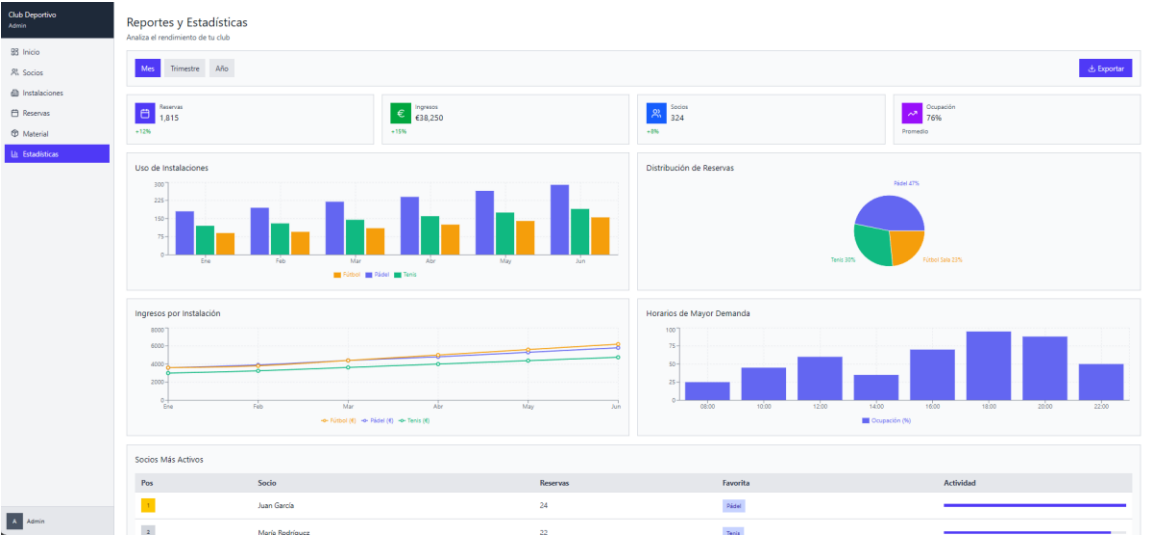 Club Deportivo
Admin
Inicio
Socios
Instalaciones
Reservas
Material
Estadísticas
A Admin
Reportes y Estadísticas
Analiza el rendimiento de tu club
Mes Trimestre Año Exportar
Reservas
1,815
+12%
Ingresos
€38,250
+15%
Socios
324
+8%
Ocupación
76%
Promedio
Uso de Instalaciones
300
225
150
75
0
Ene Feb Mar Abr May Jun
Fútbol Pádel Tenis
Distribución de Reservas
Pádel 47%
Tenis 30%
Fútbol Sala 23%
Ingresos por Instalación
8000
6000
4000
2000
0
Ene Feb Mar Abr May Jun
Fútbol (€) Pádel (€) Tenis (€)
Horarios de Mayor Demanda
100
75
50
25
0
08:00 10:00 12:00 14:00 16:00 18:00 20:00 22:00
Ocupación (%)
Socios Más Activos
Pos Socio Reservas Favorita Actividad
1 Juan García 24 Pádel
2 María Rodríguez 22 Tenis